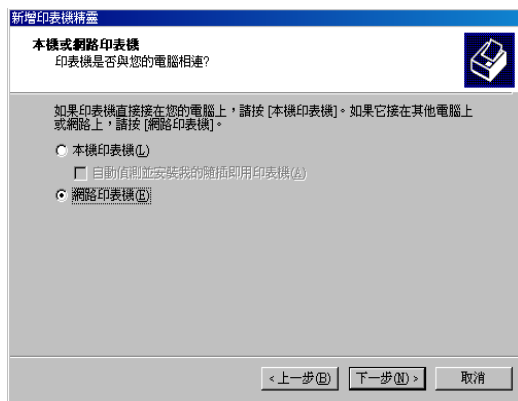 新增印表機精靈
本機或網路印表機
印表機是否與您的電腦相連?
如果印表機直接接在您的電腦上，請按 [本機印表機]。如果它接在其他電腦上
或網路上，請按 [網路印表機]。
本機印表機(L)
自動偵測並安裝我的隨插即用印表機(A)
網路印表機(E)
<上一步(B) 下一步(N)> 取消